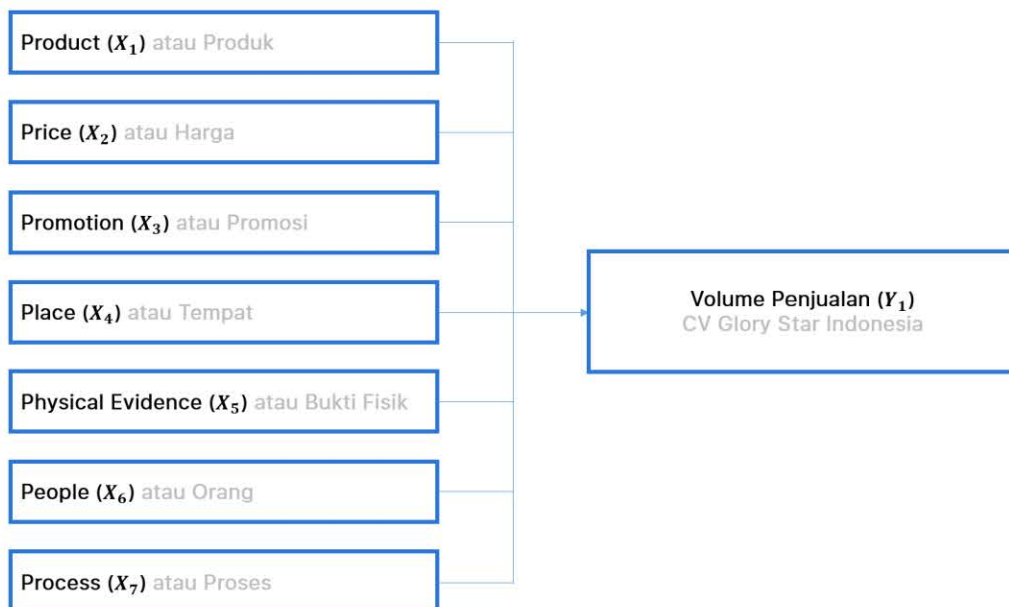 Product (X₁) atau Produk
Price (X₂) atau Harga
Promotion (X₃) atau Promosi
Place (X₄) atau Tempat
Physical Evidence (X₅) atau Bukti Fisik
People (X₆) atau Orang
Process (X₇) atau Proses
Volume Penjualan (Y₁)
CV Glory Star Indonesia